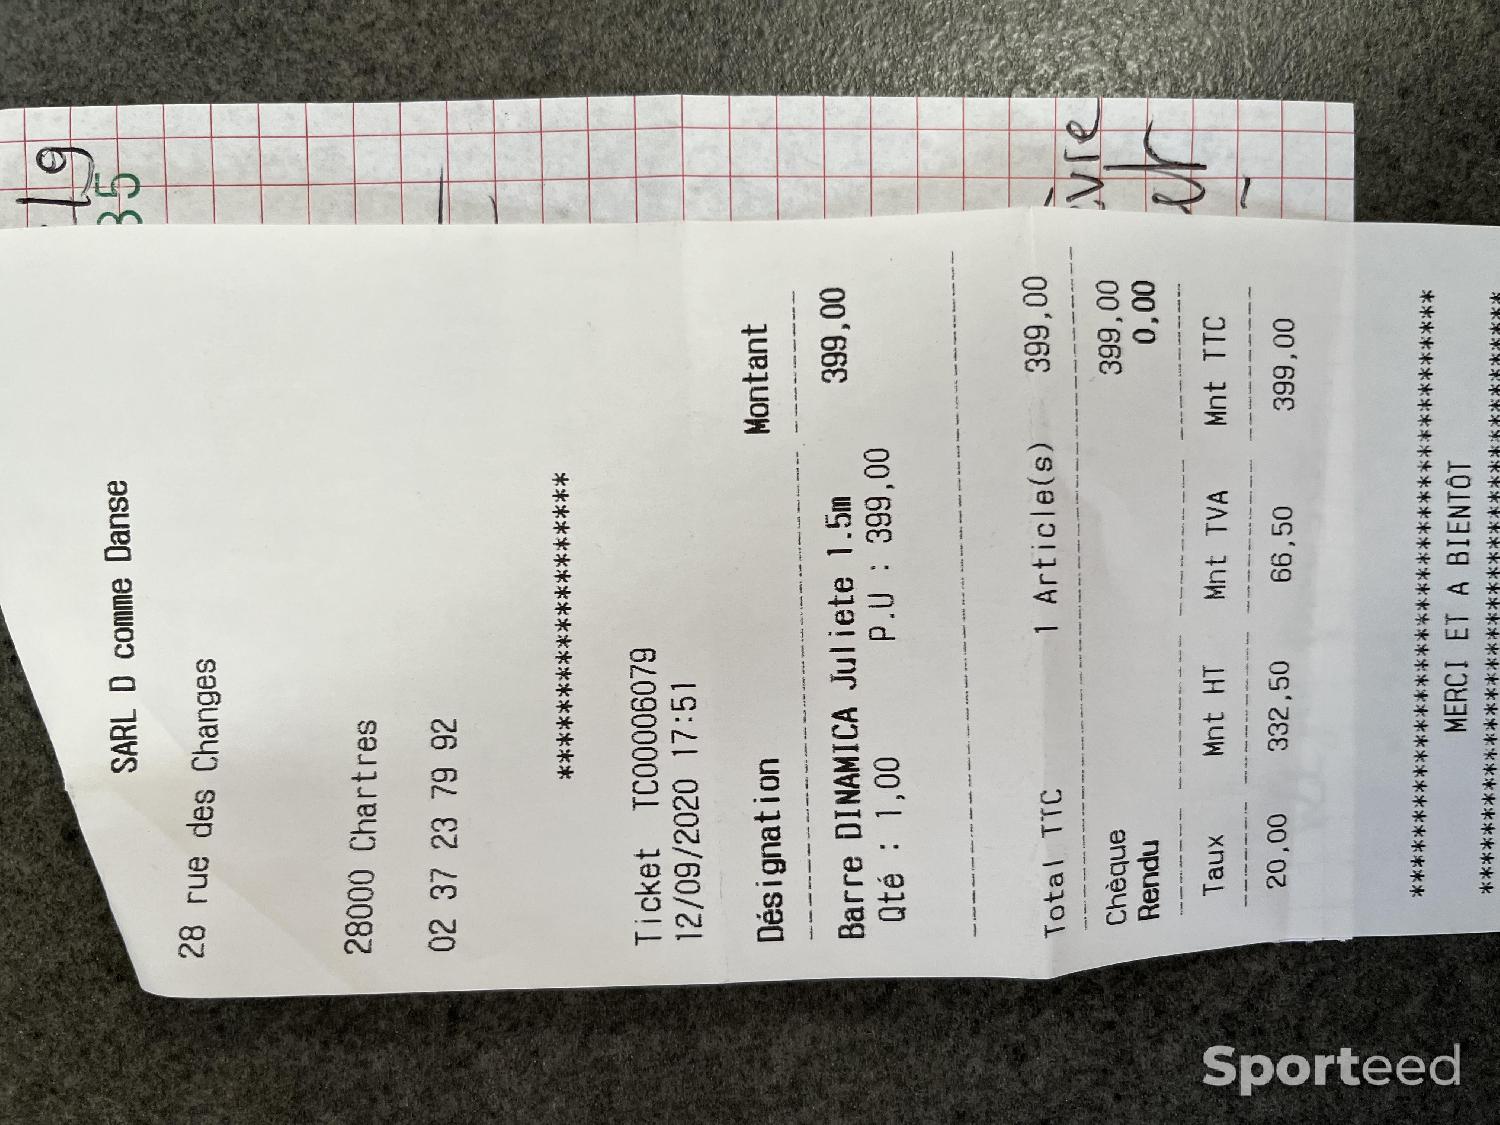 SARL D comme Danse
28 rue des Changes
28000 Chartres
02 37 23 79 92
**********************
Ticket TC00006079
12/09/2020 17:51
Désignation Montant
Barre DINAMICA Juliete 1.5m 399,00
Qté : 1,00 P.U : 399,00
Total TTC 1 Article(s) 399,00
Chèque 399,00
Rendu 0,00
Taux Mnt HT Mnt TVA Mnt TTC
20,00 332,50 66,50 399,00
******************************************
MERCI ET A BIENTÔT
******************************************
35
Sporteed